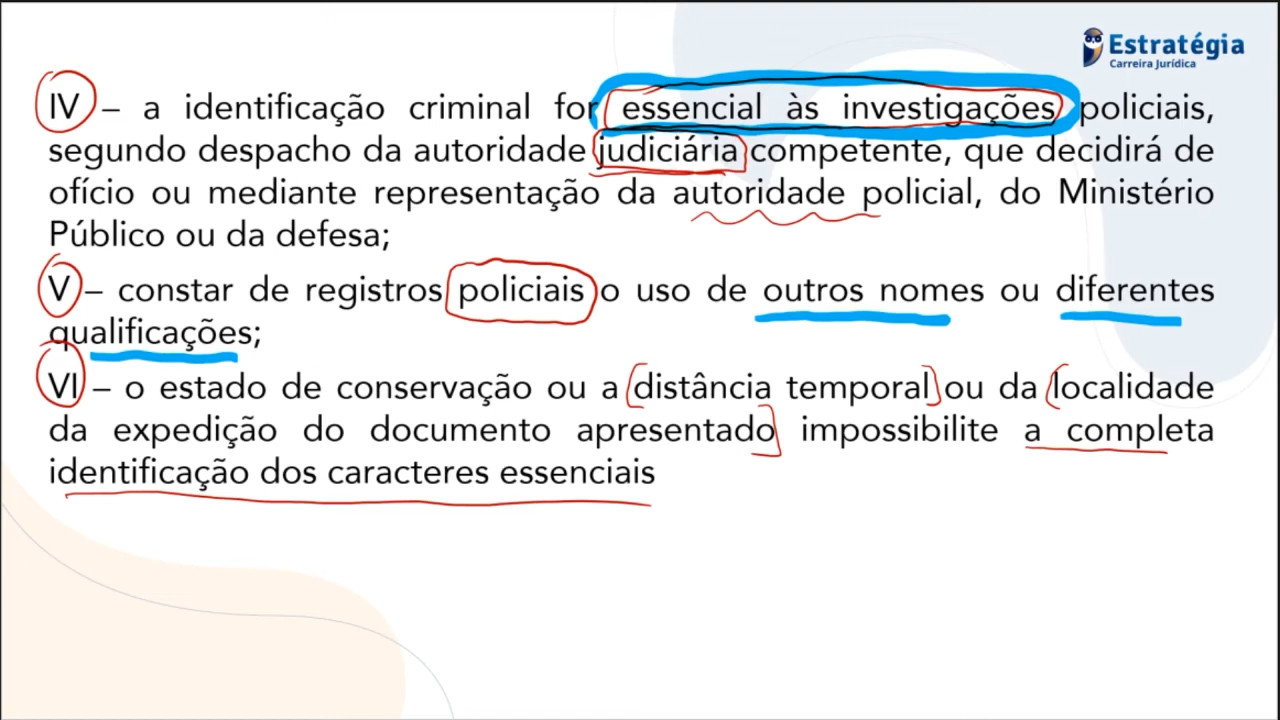 Estratégia
Carreira Jurídica
IV – a identificação criminal for essencial às investigações policiais,
segundo despacho da autoridade judiciária competente, que decidirá de
ofício ou mediante representação da autoridade policial, do Ministério
Público ou da defesa;
V – constar de registros policiais o uso de outros nomes ou diferentes
qualificações;
VI – o estado de conservação ou a distância temporal ou da localidade
da expedição do documento apresentado impossibilite a completa
identificação dos caracteres essenciais